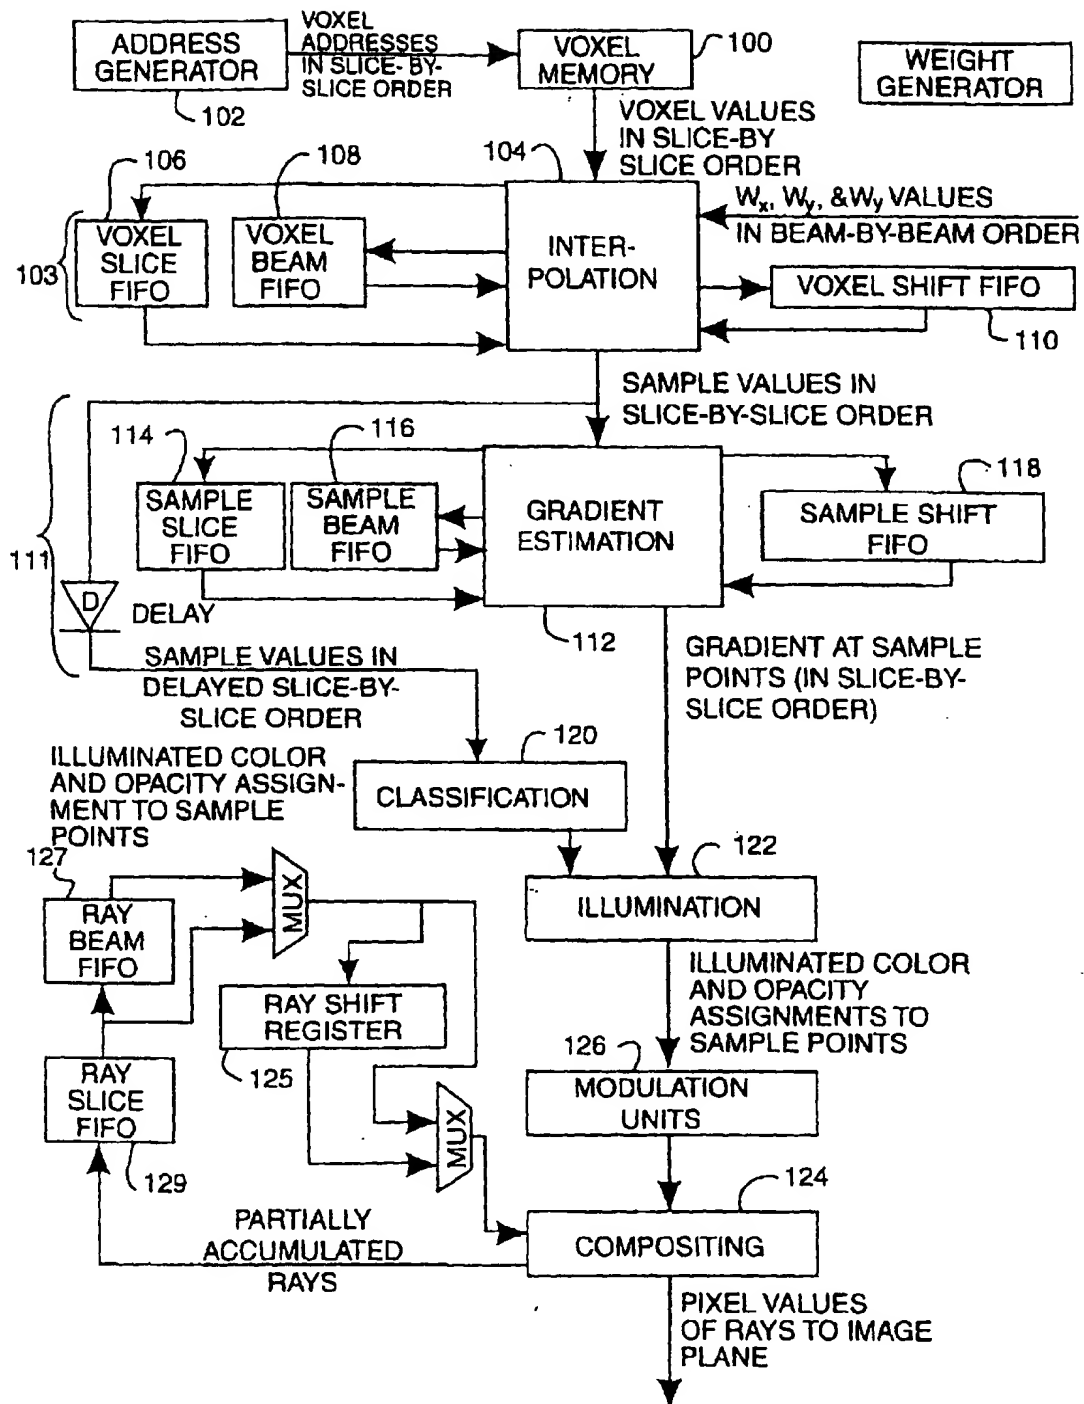 ADDRESS
GENERATOR
102
VOXEL
ADDRESSES
IN SLICE-BY-
SLICE ORDER
VOXEL
MEMORY
100
WEIGHT
GENERATOR
VOXEL VALUES
IN SLICE-BY
SLICE ORDER
104
106
108
103
VOXEL
SLICE
FIFO
VOXEL
BEAM
FIFO
INTER-
POLATION
Wx, Wy, &Wy VALUES
IN BEAM-BY-BEAM ORDER
VOXEL SHIFT FIFO
110
SAMPLE VALUES IN
SLICE-BY-SLICE ORDER
111
114
116
118
SAMPLE
SLICE
FIFO
SAMPLE
BEAM
FIFO
GRADIENT
ESTIMATION
SAMPLE SHIFT
FIFO
D
DELAY
112
SAMPLE VALUES IN
DELAYED SLICE-BY-
SLICE ORDER
GRADIENT AT SAMPLE
POINTS (IN SLICE-BY-
SLICE ORDER)
120
CLASSIFICATION
ILLUMINATED COLOR
AND OPACITY ASSIGN-
MENT TO SAMPLE
POINTS
127
RAY
BEAM
FIFO
MUX
122
ILLUMINATION
RAY SHIFT
REGISTER
125
ILLUMINATED COLOR
AND OPACITY
ASSIGNMENTS TO
SAMPLE POINTS
RAY
SLICE
FIFO
129
MUX
126
MODULATION
UNITS
124
COMPOSITING
PARTIALLY
ACCUMULATED
RAYS
PIXEL VALUES
OF RAYS TO IMAGE
PLANE